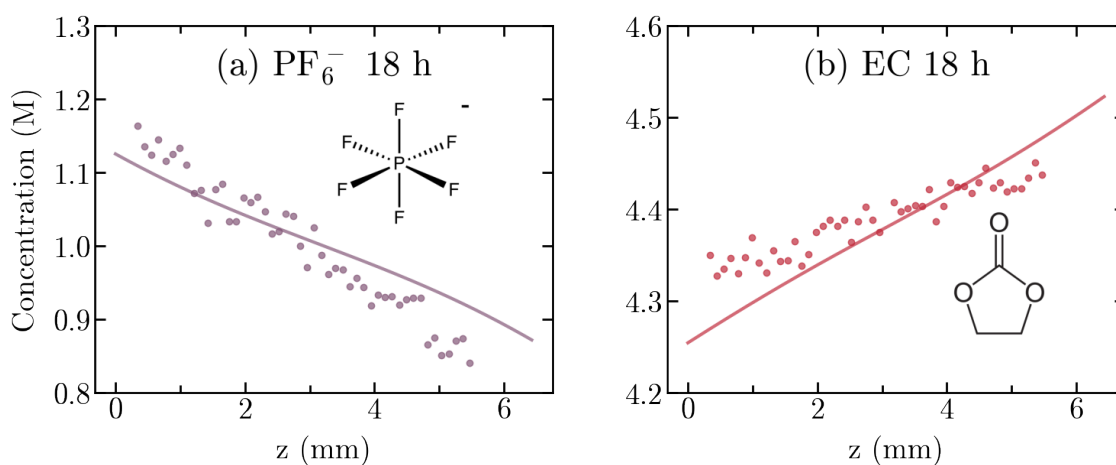 (a) PF6− 18 h
Concentration (M)
1.3
1.2
1.1
1.0
0.9
0.8
0
2
4
6
z (mm)
F
F
F
P
F
F
F
-
(b) EC 18 h
4.6
4.5
4.4
4.3
4.2
0
2
4
6
z (mm)
O
O
O